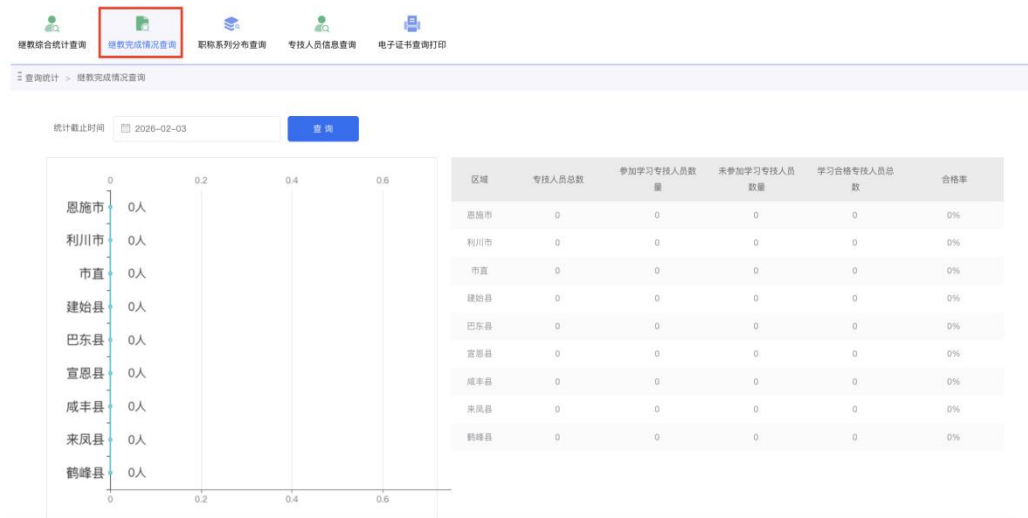 继教综合统计查询 继教完成情况查询 职称系列分布查询 专技人员信息查询 电子证书查询打印
查询统计 > 继教完成情况查询
统计截止时间 2026-02-03 查 询
0 0.2 0.4 0.6
恩施市 0人
利川市 0人
市直 0人
建始县 0人
巴东县 0人
宣恩县 0人
咸丰县 0人
来凤县 0人
鹤峰县 0人
0 0.2 0.4 0.6
区域 专技人员总数 参加学习专技人员数 未参加学习专技人员 学习合格专技人员总 合格率
量 数量 数
恩施市 0 0 0 0 0%
利川市 0 0 0 0 0%
市直 0 0 0 0 0%
建始县 0 0 0 0 0%
巴东县 0 0 0 0 0%
宣恩县 0 0 0 0 0%
咸丰县 0 0 0 0 0%
来凤县 0 0 0 0 0%
鹤峰县 0 0 0 0 0%